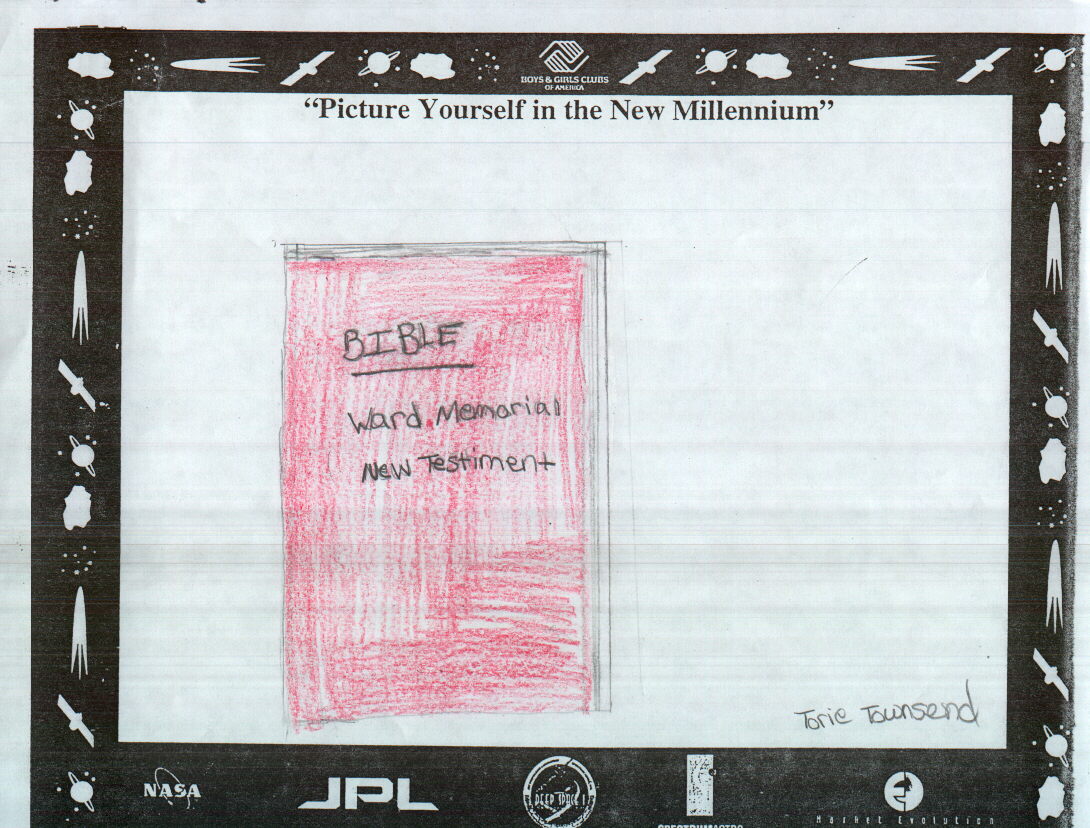 BOYS & GIRLS CLUBS
OF AMERICA
“Picture Yourself in the New Millennium”
BIBLE
Ward Memorial
New Testiment
Torie Townsend
NASA
JPL
DEEP SPACE 1
SPECTRUMASTRO
Market Evolution